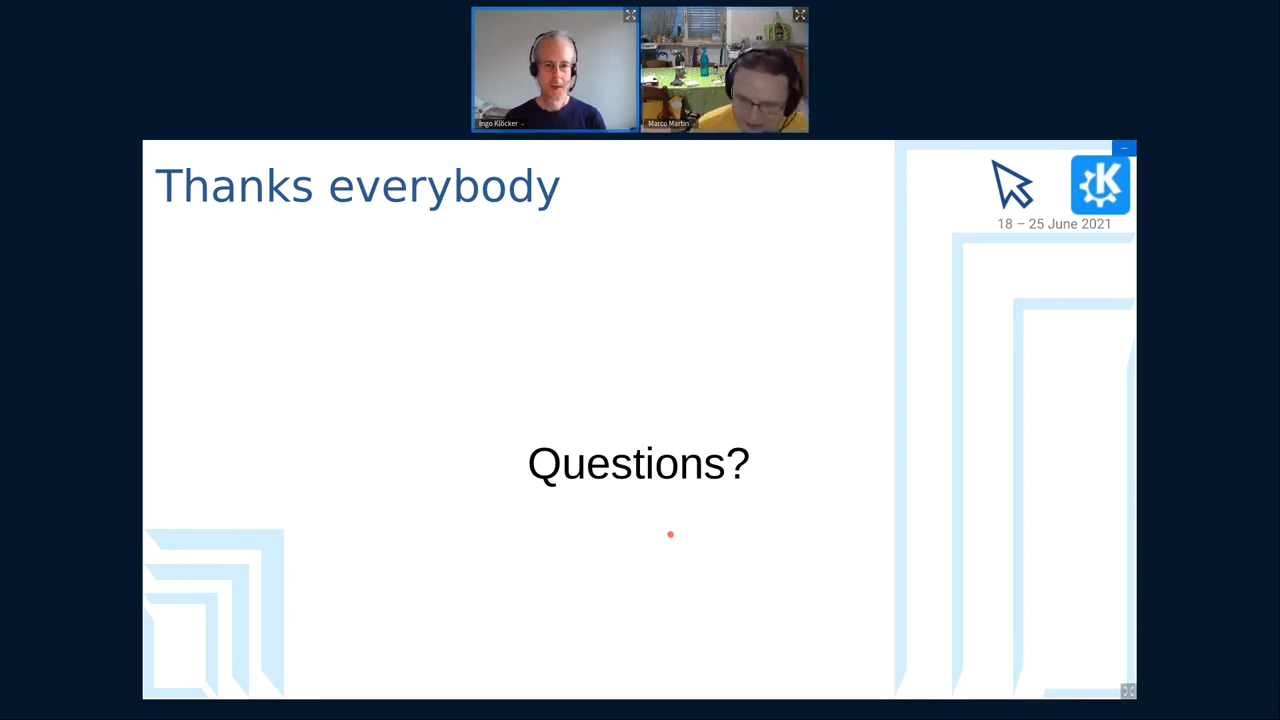 Ingo Klöcker
Marco Martin
Thanks everybody
K
18 – 25 June 2021
Questions?